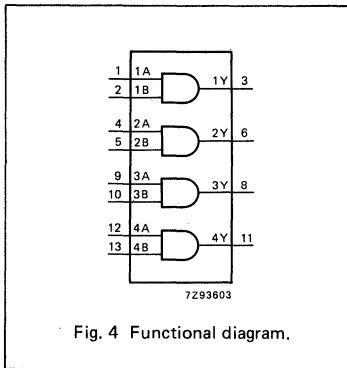 1 1A 1Y 3
2 1B
4 2A 2Y 6
5 2B
9 3A 3Y 8
10 3B
12 4A 4Y 11
13 4B
7Z93603
Fig. 4 Functional diagram.